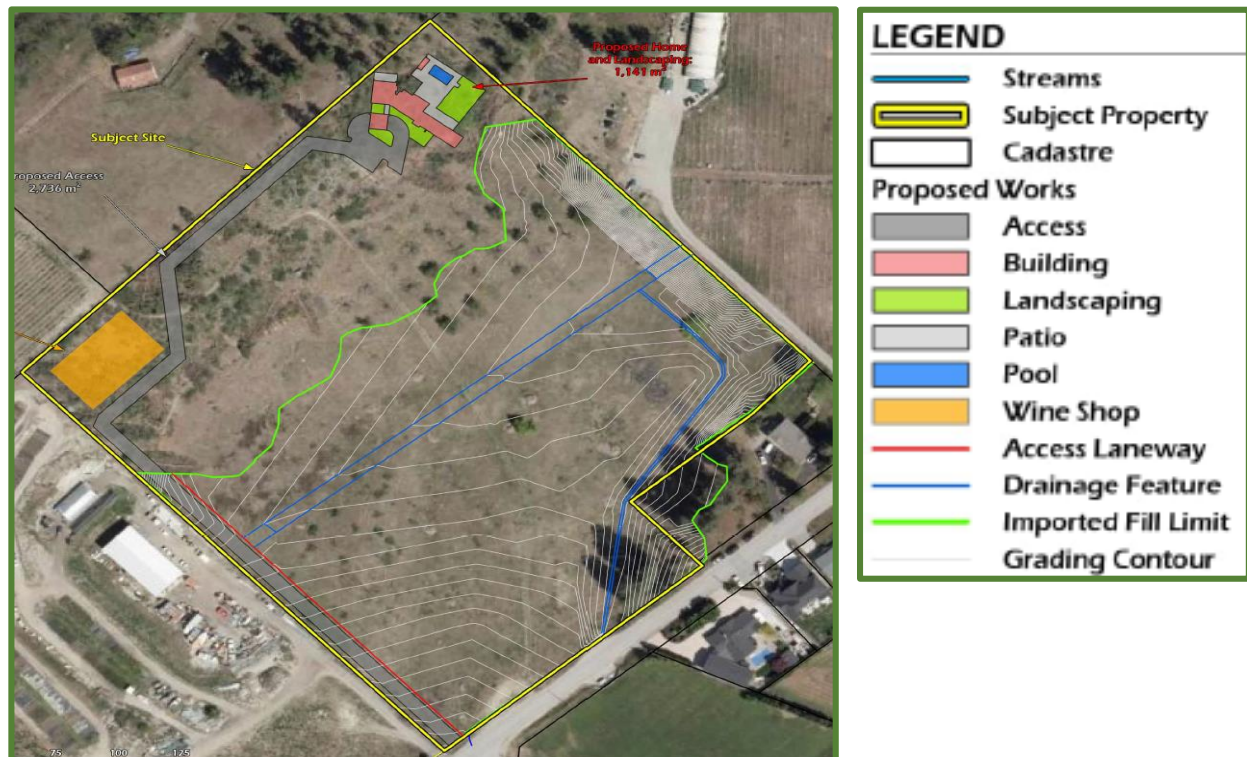 Proposed Home
and Landscaping:
1,141 m²
Subject Site
roposed Access
2,736 m²
75 100 125
LEGEND
Streams
Subject Property
Cadastre
Proposed Works
Access
Building
Landscaping
Patio
Pool
Wine Shop
Access Laneway
Drainage Feature
Imported Fill Limit
Grading Contour